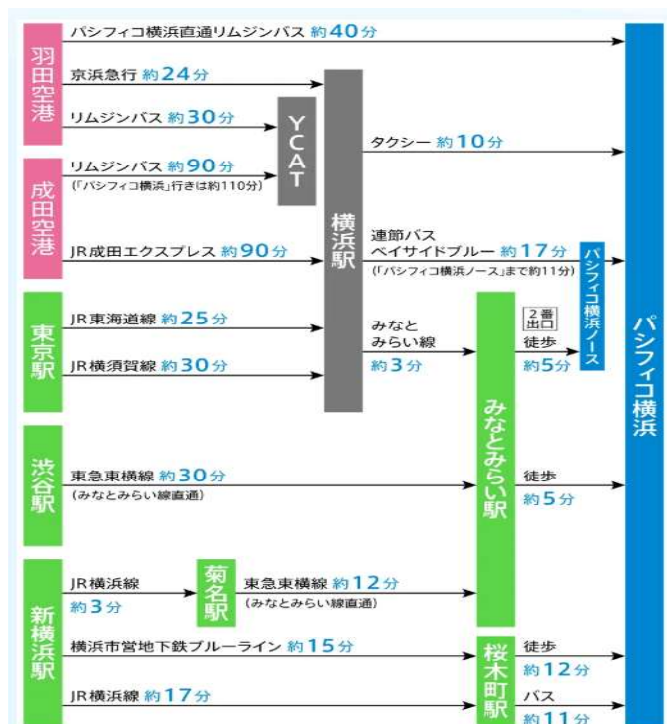 羽田空港
パシフィコ横浜直通リムジンバス 約40分
京浜急行 約24分
リムジンバス 約30分
YCAT
成田空港
リムジンバス 約90分
(「パシフィコ横浜」行きは約110分)
JR成田エクスプレス 約90分
横浜駅
タクシー 約10分
連節バス
ベイサイドブルー 約17分
(「パシフィコ横浜ノース」まで約11分)
パシフィコ横浜ノース
パシフィコ横浜
東京駅
JR東海道線 約25分
JR横須賀線 約30分
みなと
みらい線
約3分
みなとみらい駅
2番
出口
徒歩
約5分
渋谷駅
東急東横線 約30分
(みなとみらい線直通)
徒歩
約5分
新横浜駅
JR横浜線
約3分
菊名駅
東急東横線 約12分
(みなとみらい線直通)
横浜市営地下鉄ブルーライン 約15分
JR横浜線 約17分
桜木町駅
徒歩
約12分
バス
約11分